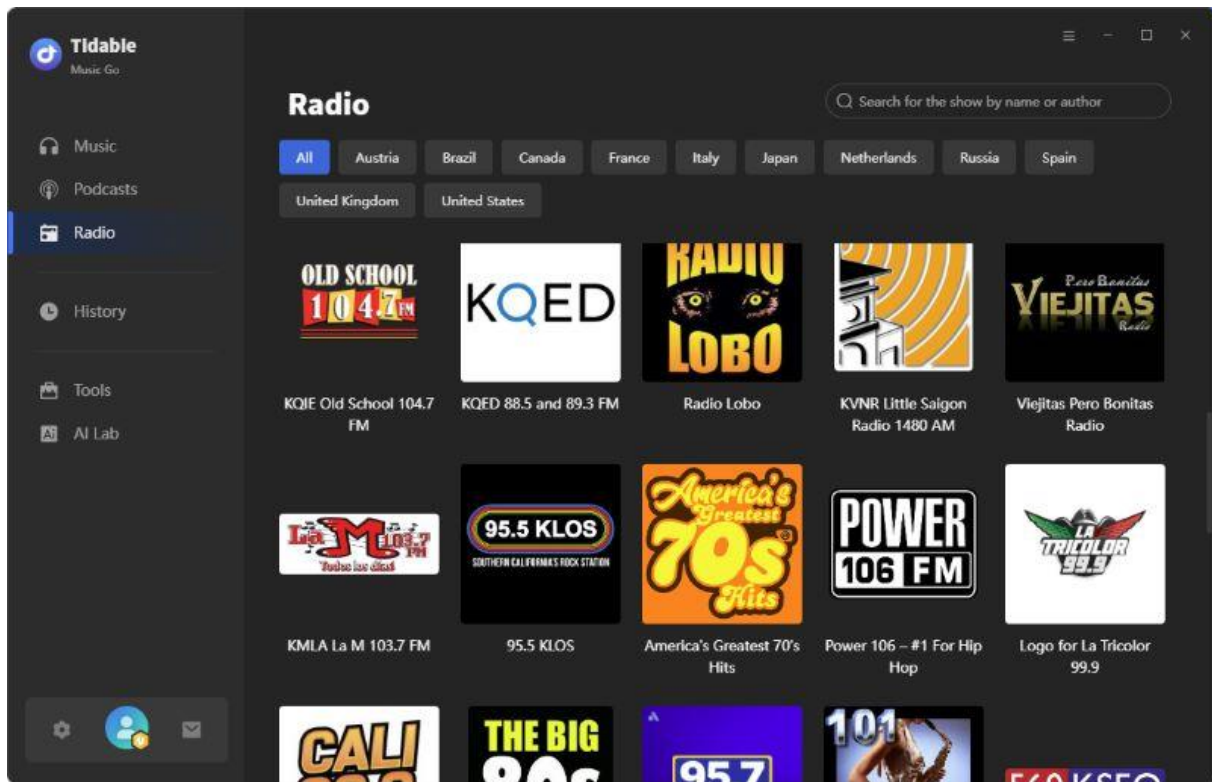 Tidable
Music Go
Music
Podcasts
Radio
History
Tools
AI Lab
Radio
Search for the show by name or author
All
Austria
Brazil
Canada
France
Italy
Japan
Netherlands
Russia
Spain
United Kingdom
United States
OLD SCHOOL
104.7 FM
KQED
RADIO
LOBO
Pero Bonitas
VIEJITAS
Radio
KQIE Old School 104.7
FM
KQED 88.5 and 89.3 FM
Radio Lobo
KVNR Little Saigon
Radio 1480 AM
Viejitas Pero Bonitas
Radio
La M 103.7
FM
Todos los días!
95.5 KLOS
SOUTHERN CALIFORNIA'S ROCK STATION
America's
Greatest
70s
Hits
POWER
106 FM
LA
TRICOLOR
99.9
KMLA La M 103.7 FM
95.5 KLOS
America's Greatest 70's
Hits
Power 106 – #1 For Hip
Hop
Logo for La Tricolor
99.9
CALI
THE BIG
80s
95.7
101
560 KSFO